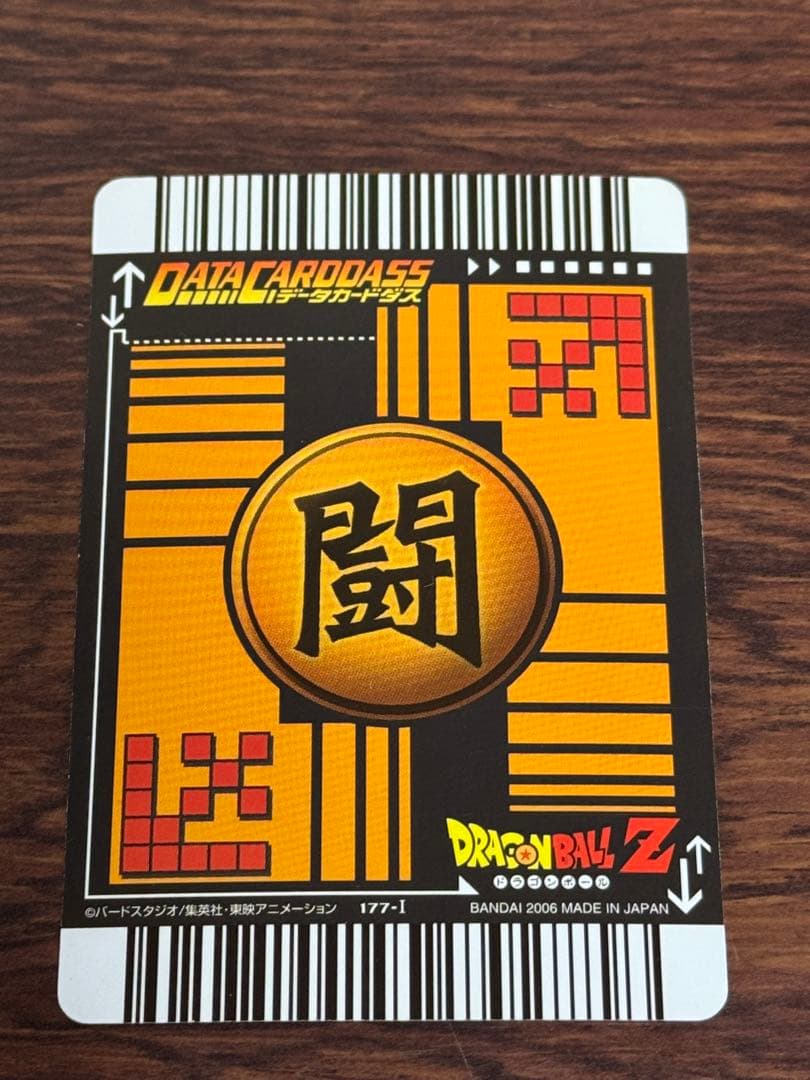 DATA CARDDASS
データカードダス
闘
DRAGON BALL Z
ドラゴンボール
©バードスタジオ/集英社・東映アニメーション 177-I BANDAI 2006 MADE IN JAPAN